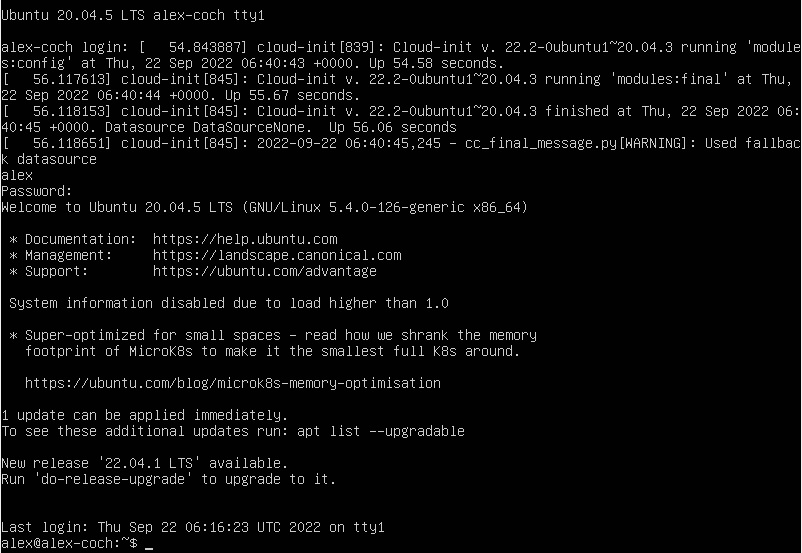 Ubuntu 20.04.5 LTS alex-coch tty1
alex-coch login: [   54.843887] cloud-init[839]: Cloud-init v. 22.2-0ubuntu1~20.04.3 running 'module
s:config' at Thu, 22 Sep 2022 06:40:43 +0000. Up 54.58 seconds.
[   56.117613] cloud-init[845]: Cloud-init v. 22.2-0ubuntu1~20.04.3 running 'modules:final' at Thu,
22 Sep 2022 06:40:44 +0000. Up 55.67 seconds.
[   56.118153] cloud-init[845]: Cloud-init v. 22.2-0ubuntu1~20.04.3 finished at Thu, 22 Sep 2022 06:
40:45 +0000. Datasource DataSourceNone.  Up 56.06 seconds
[   56.118651] cloud-init[845]: 2022-09-22 06:40:45,245 - cc_final_message.py[WARNING]: Used fallbac
k datasource
alex
Password:
Welcome to Ubuntu 20.04.5 LTS (GNU/Linux 5.4.0-126-generic x86_64)
 * Documentation:  https://help.ubuntu.com
 * Management:     https://landscape.canonical.com
 * Support:        https://ubuntu.com/advantage
 System information disabled due to load higher than 1.0
 * Super-optimized for small spaces - read how we shrank the memory
   footprint of MicroK8s to make it the smallest full K8s around.
   https://ubuntu.com/blog/microk8s-memory-optimisation
1 update can be applied immediately.
To see these additional updates run: apt list --upgradable
New release '22.04.1 LTS' available.
Run 'do-release-upgrade' to upgrade to it.
Last login: Thu Sep 22 06:16:23 UTC 2022 on tty1
alex@alex-coch:~$ _